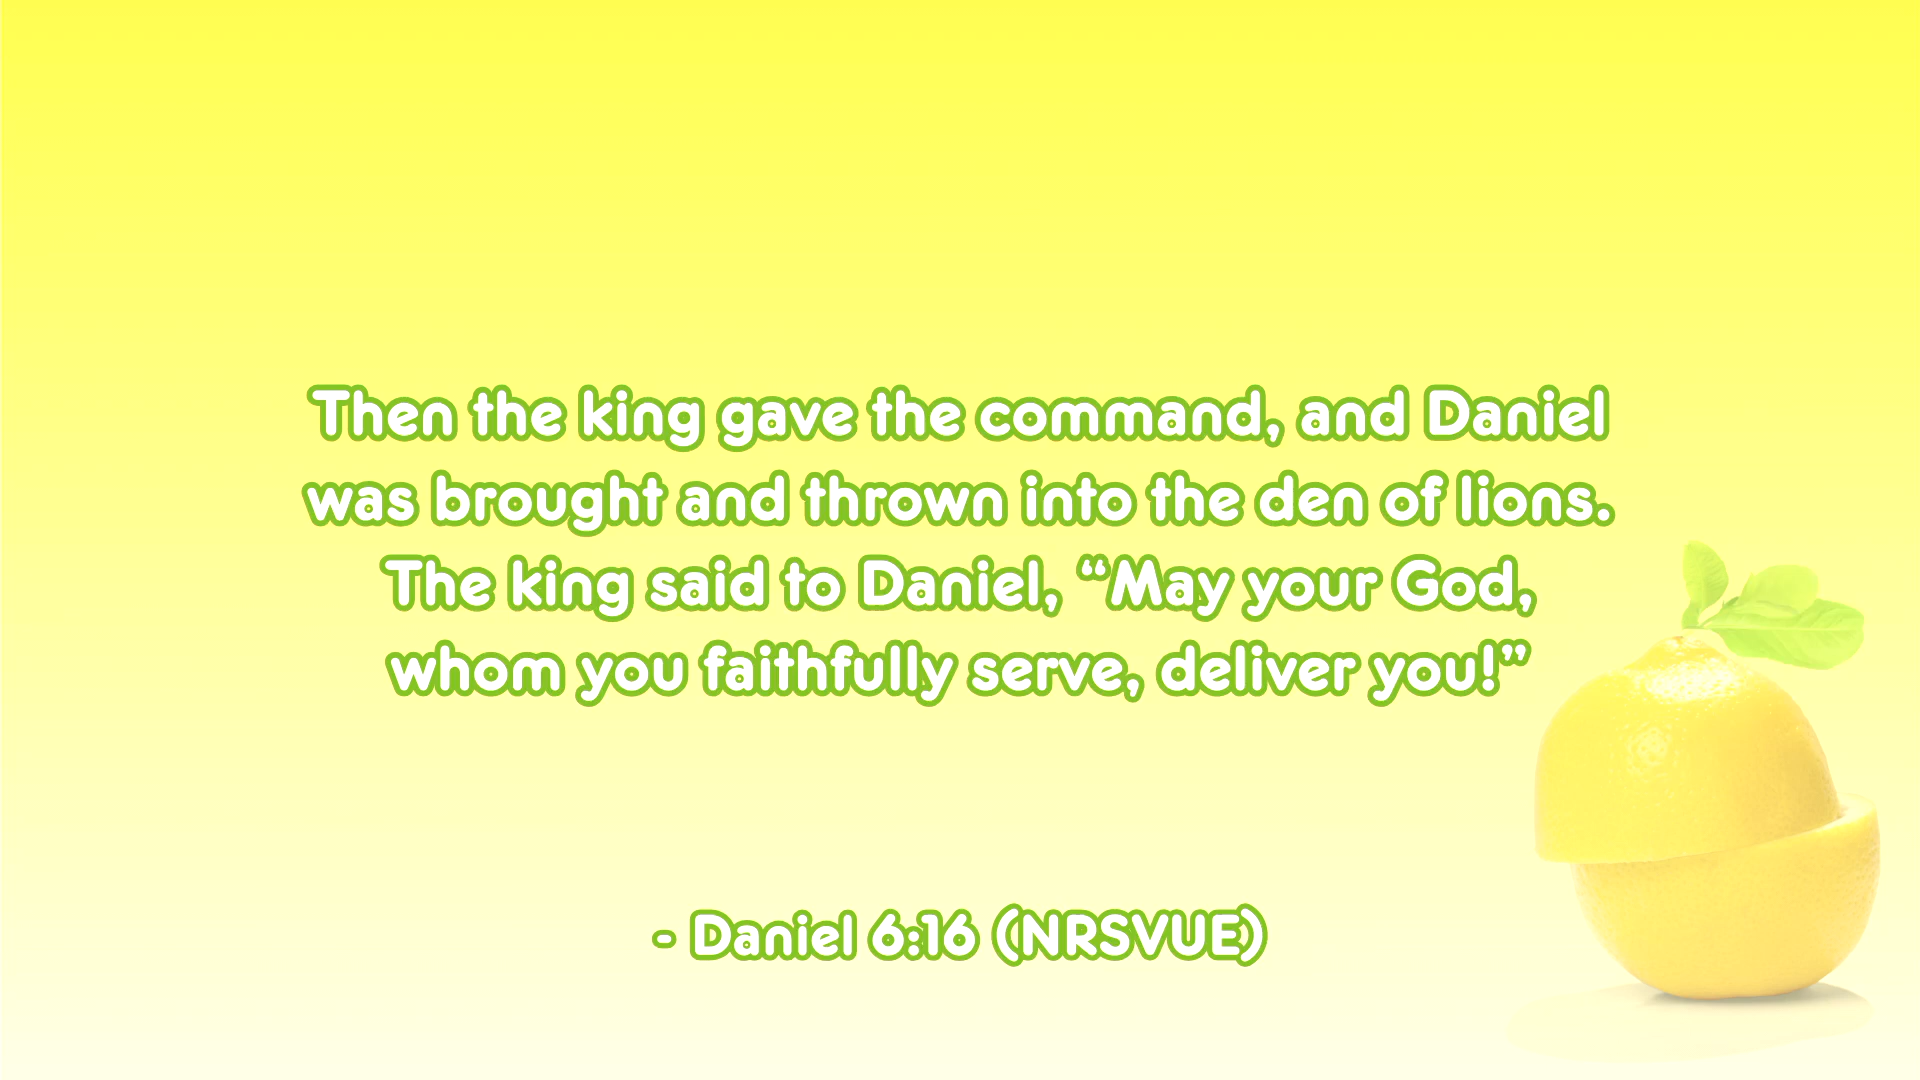 Then the king gave the command, and Daniel
was brought and thrown into the den of lions.
The king said to Daniel, “May your God,
whom you faithfully serve, deliver you!”
- Daniel 6:16 (NRSVUE)